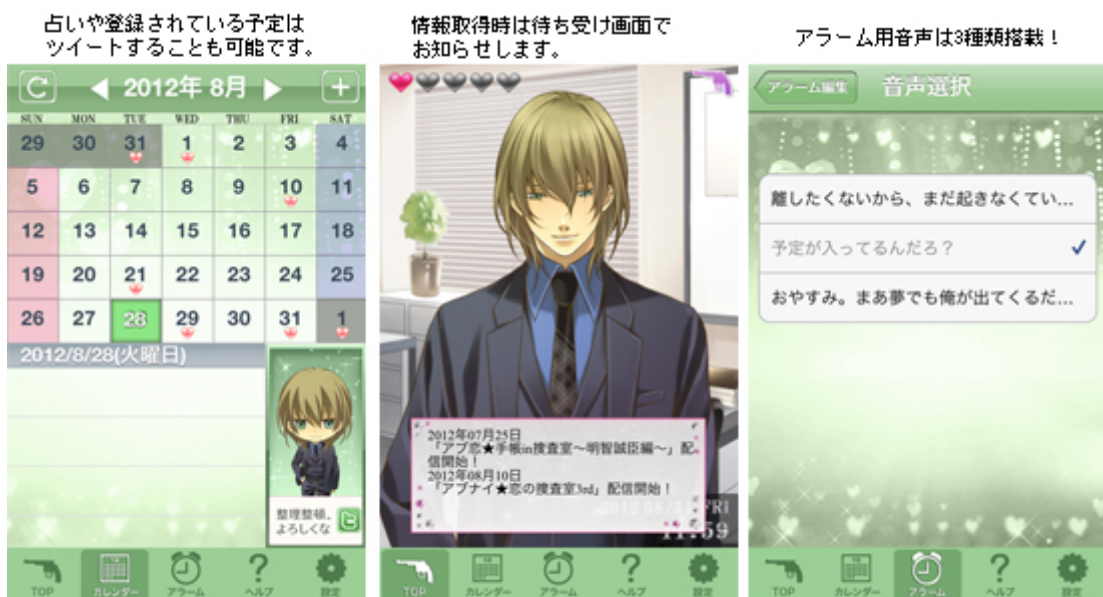 占いや登録されている予定は
ツイートすることも可能です。
2012年 8月
SUN MON TUE WED THU FRI SAT
29 30 31 1 2 3 4
5 6 7 8 9 10 11
12 13 14 15 16 17 18
19 20 21 22 23 24 25
26 27 28 29 30 31 1
2012/8/28(火曜日)
整理整頓、
よろしくな
TOP カレンダー アラーム ヘルプ 設定
情報取得時は待ち受け画面で
お知らせします。
2012年07月25日
「アブ恋★手帳in捜査室～明智誠臣編～」配
信開始！
2012年08月10日
「アブナイ★恋の捜査室3rd」配信開始！
2012 08/31 FRI
11:59
TOP カレンダー アラーム ヘルプ 設定
アラーム用音声は3種類搭載！
アラーム編集 音声選択
離したくないから、まだ起きなくてい...
予定が入ってるんだろ？
おやすみ。まあ夢でも俺が出てくるだ...
TOP カレンダー アラーム ヘルプ 設定